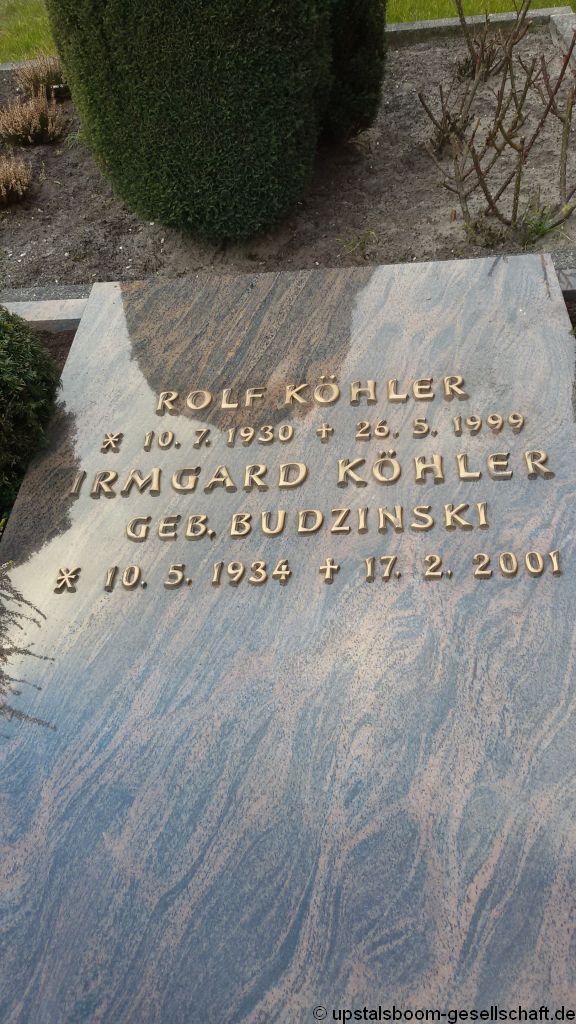 ROLF KÖHLER
* 10. 7. 1930 ✝ 26. 5. 1999
IRMGARD KÖHLER
GEB. BUDZINSKI
* 10. 5. 1934 ✝ 17. 2. 2001
© upstalsboom-gesellschaft.de